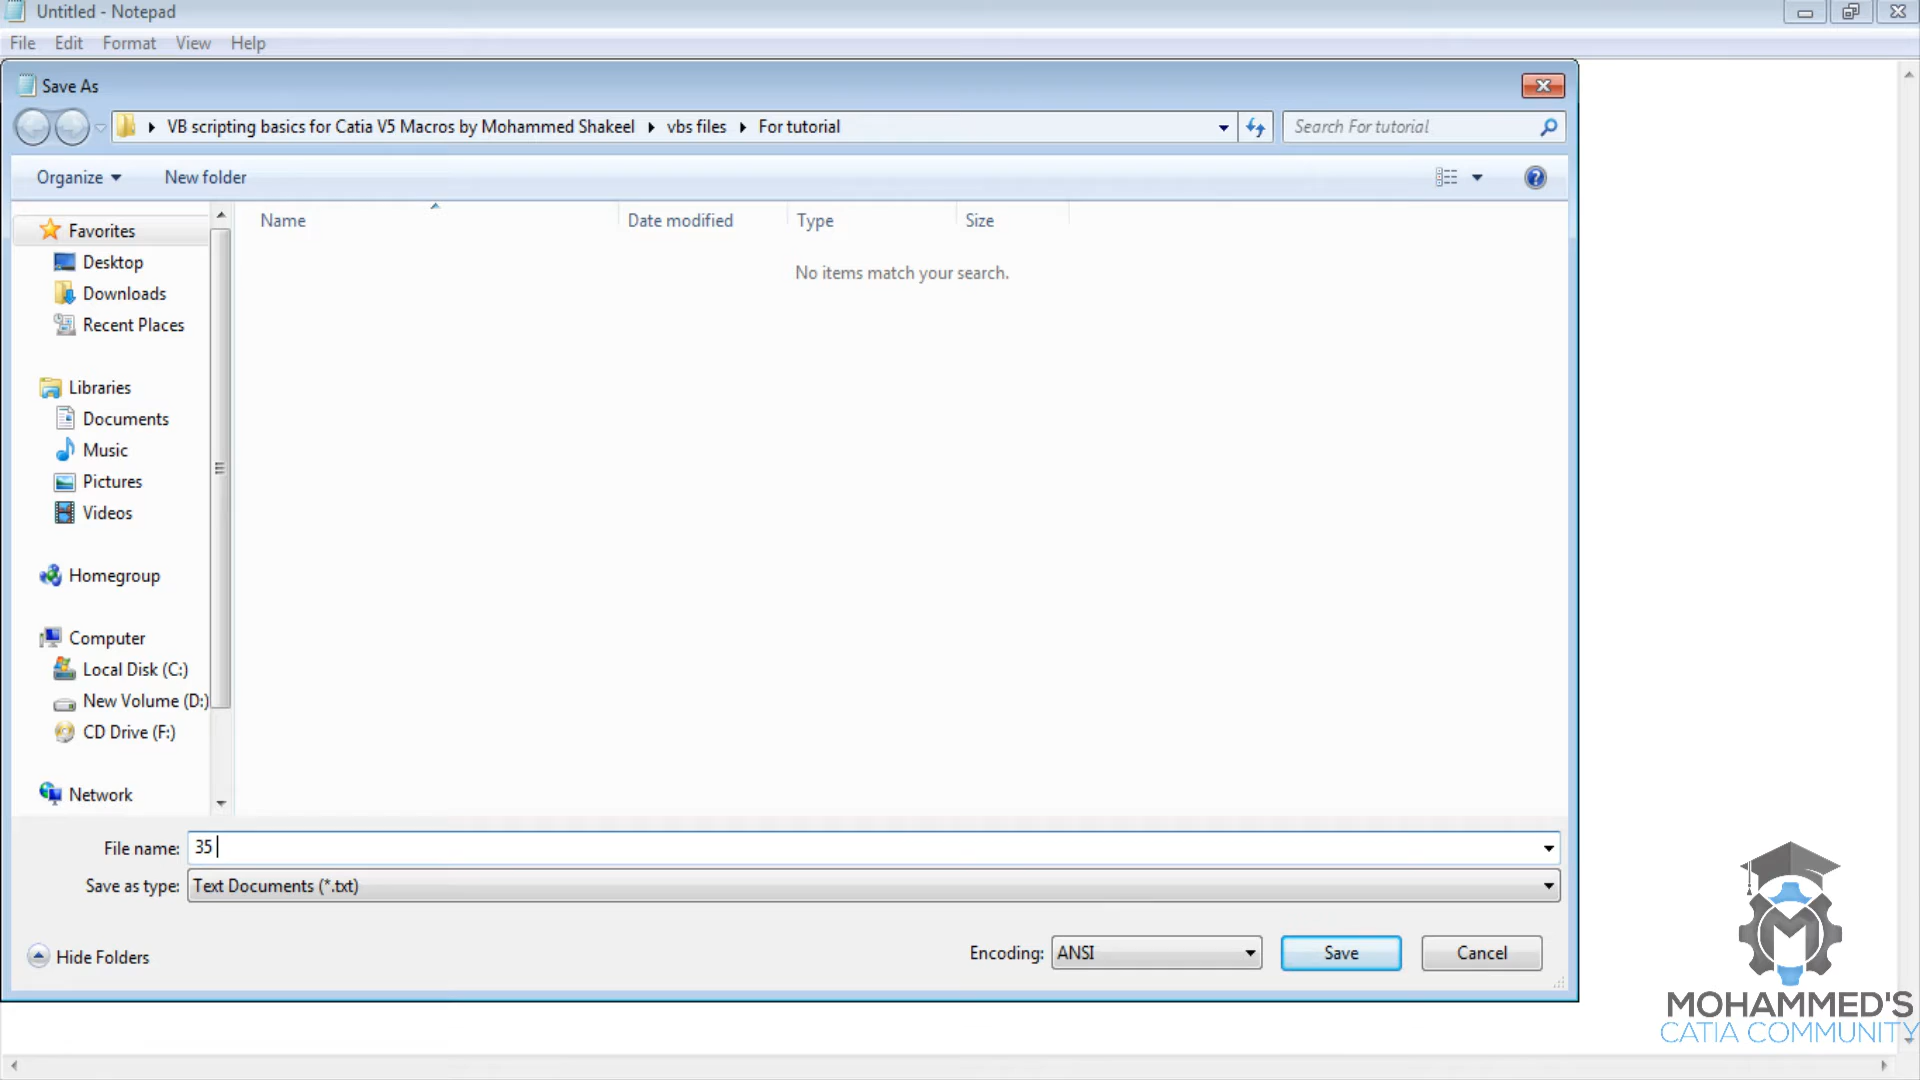 Untitled - Notepad
File Edit Format View Help
Save As
VB scripting basics for Catia V5 Macros by Mohammed Shakeel vbs files For tutorial
Search For tutorial
Organize New folder
Name Date modified Type Size
No items match your search.
Favorites
Desktop
Downloads
Recent Places
Libraries
Documents
Music
Pictures
Videos
Homegroup
Computer
Local Disk (C:)
New Volume (D:)
CD Drive (F:)
Network
File name: 35
Save as type: Text Documents (*.txt)
Hide Folders
Encoding: ANSI Save Cancel
MOHAMMED'S
CATIA COMMUNITY